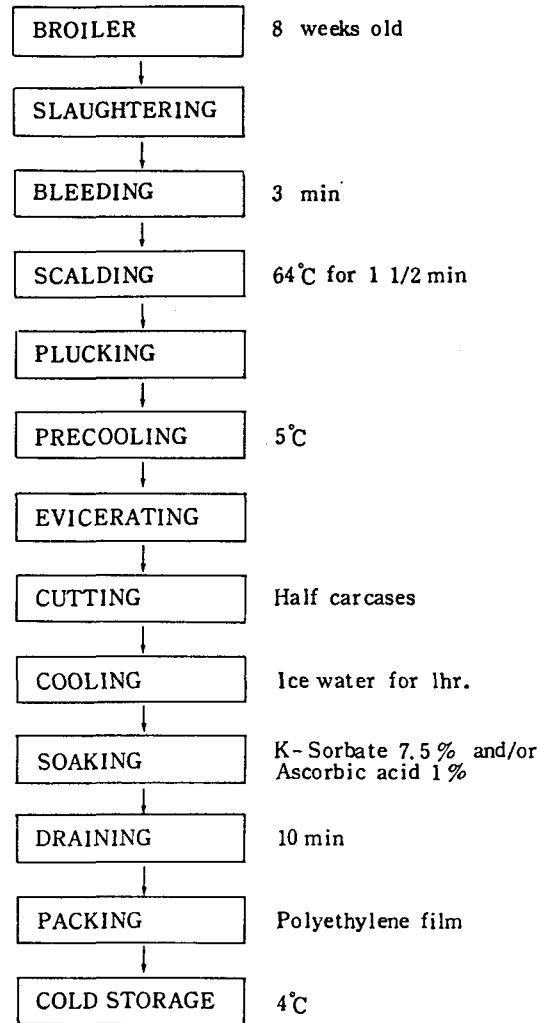 BROILER 8 weeks old
SLAUGHTERING
BLEEDING 3 min
SCALDING 64°C for 1 1/2 min
PLUCKING
PRECOOLING 5°C
EVICERATING
CUTTING Half carcases
COOLING Ice water for 1hr.
SOAKING K-Sorbate 7.5% and/or
Ascorbic acid 1%
DRAINING 10 min
PACKING Polyethylene film
COLD STORAGE 4°C